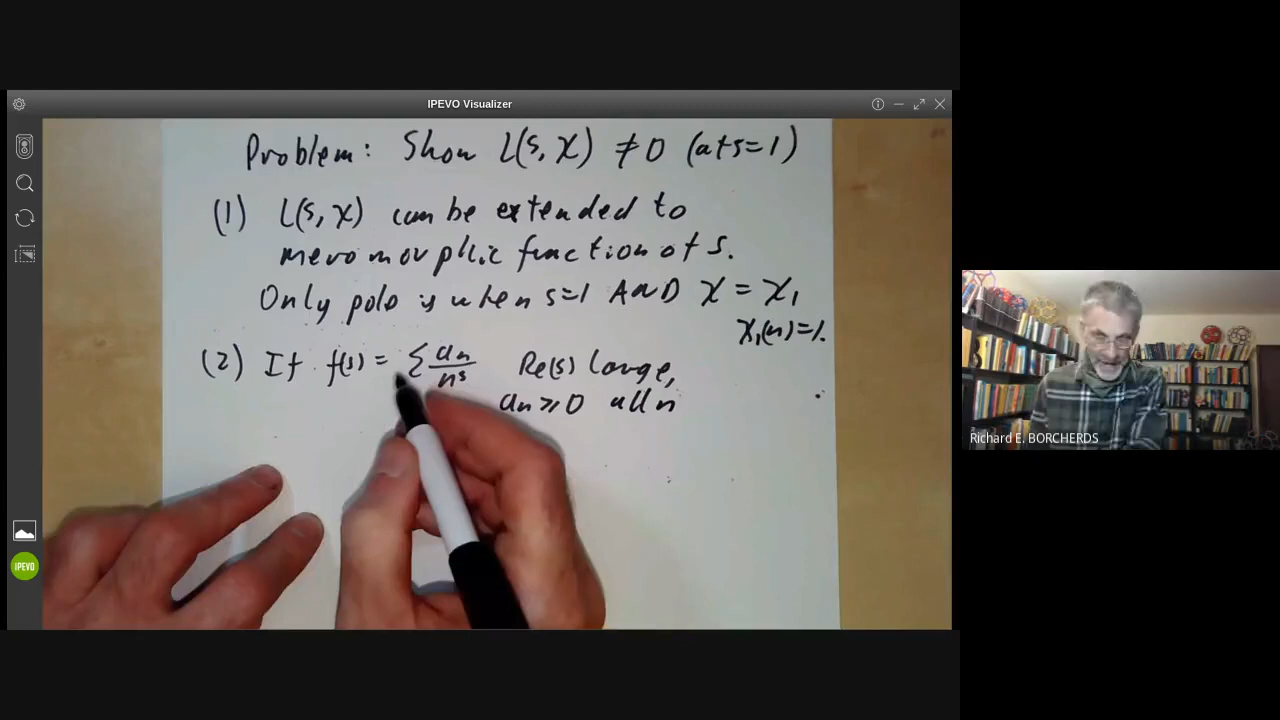 IPEVO Visualizer
Problem: Show L(s, χ) ≠ 0 (at s=1)
(1) L(s, χ) can be extended to
meromorphic function of s.
Only pole is when s=1 AND χ = χ₁
χ₁(n)=1.
(2) If f(s) = Σ aₙ/nˢ Re(s) large,
aₙ ≥ 0 all n
IPEVO
Richard E. BORCHERDS